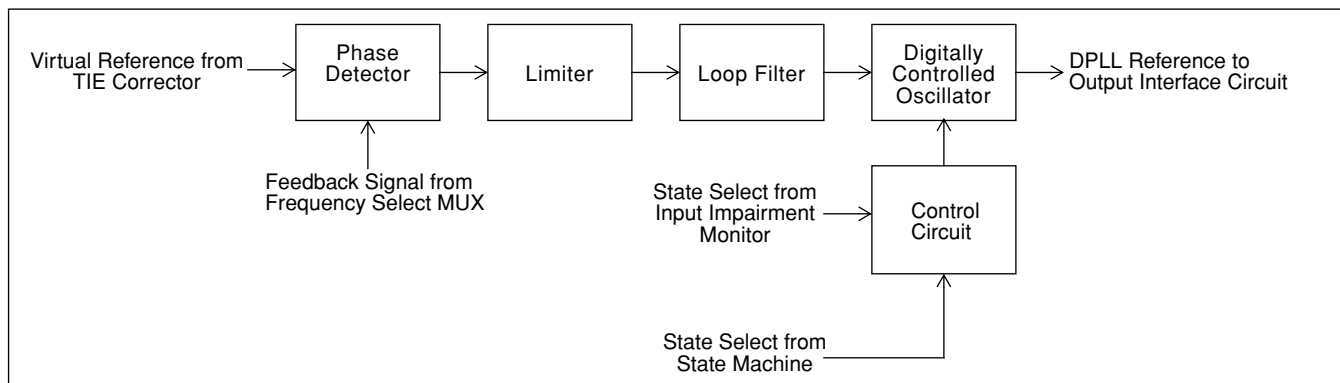 Virtual Reference from
TIE Corrector
Phase
Detector
Limiter
Loop Filter
Digitally
Controlled
Oscillator
DPLL Reference to
Output Interface Circuit
Feedback Signal from
Frequency Select MUX
State Select from
Input Impairment
Monitor
Control
Circuit
State Select from
State Machine